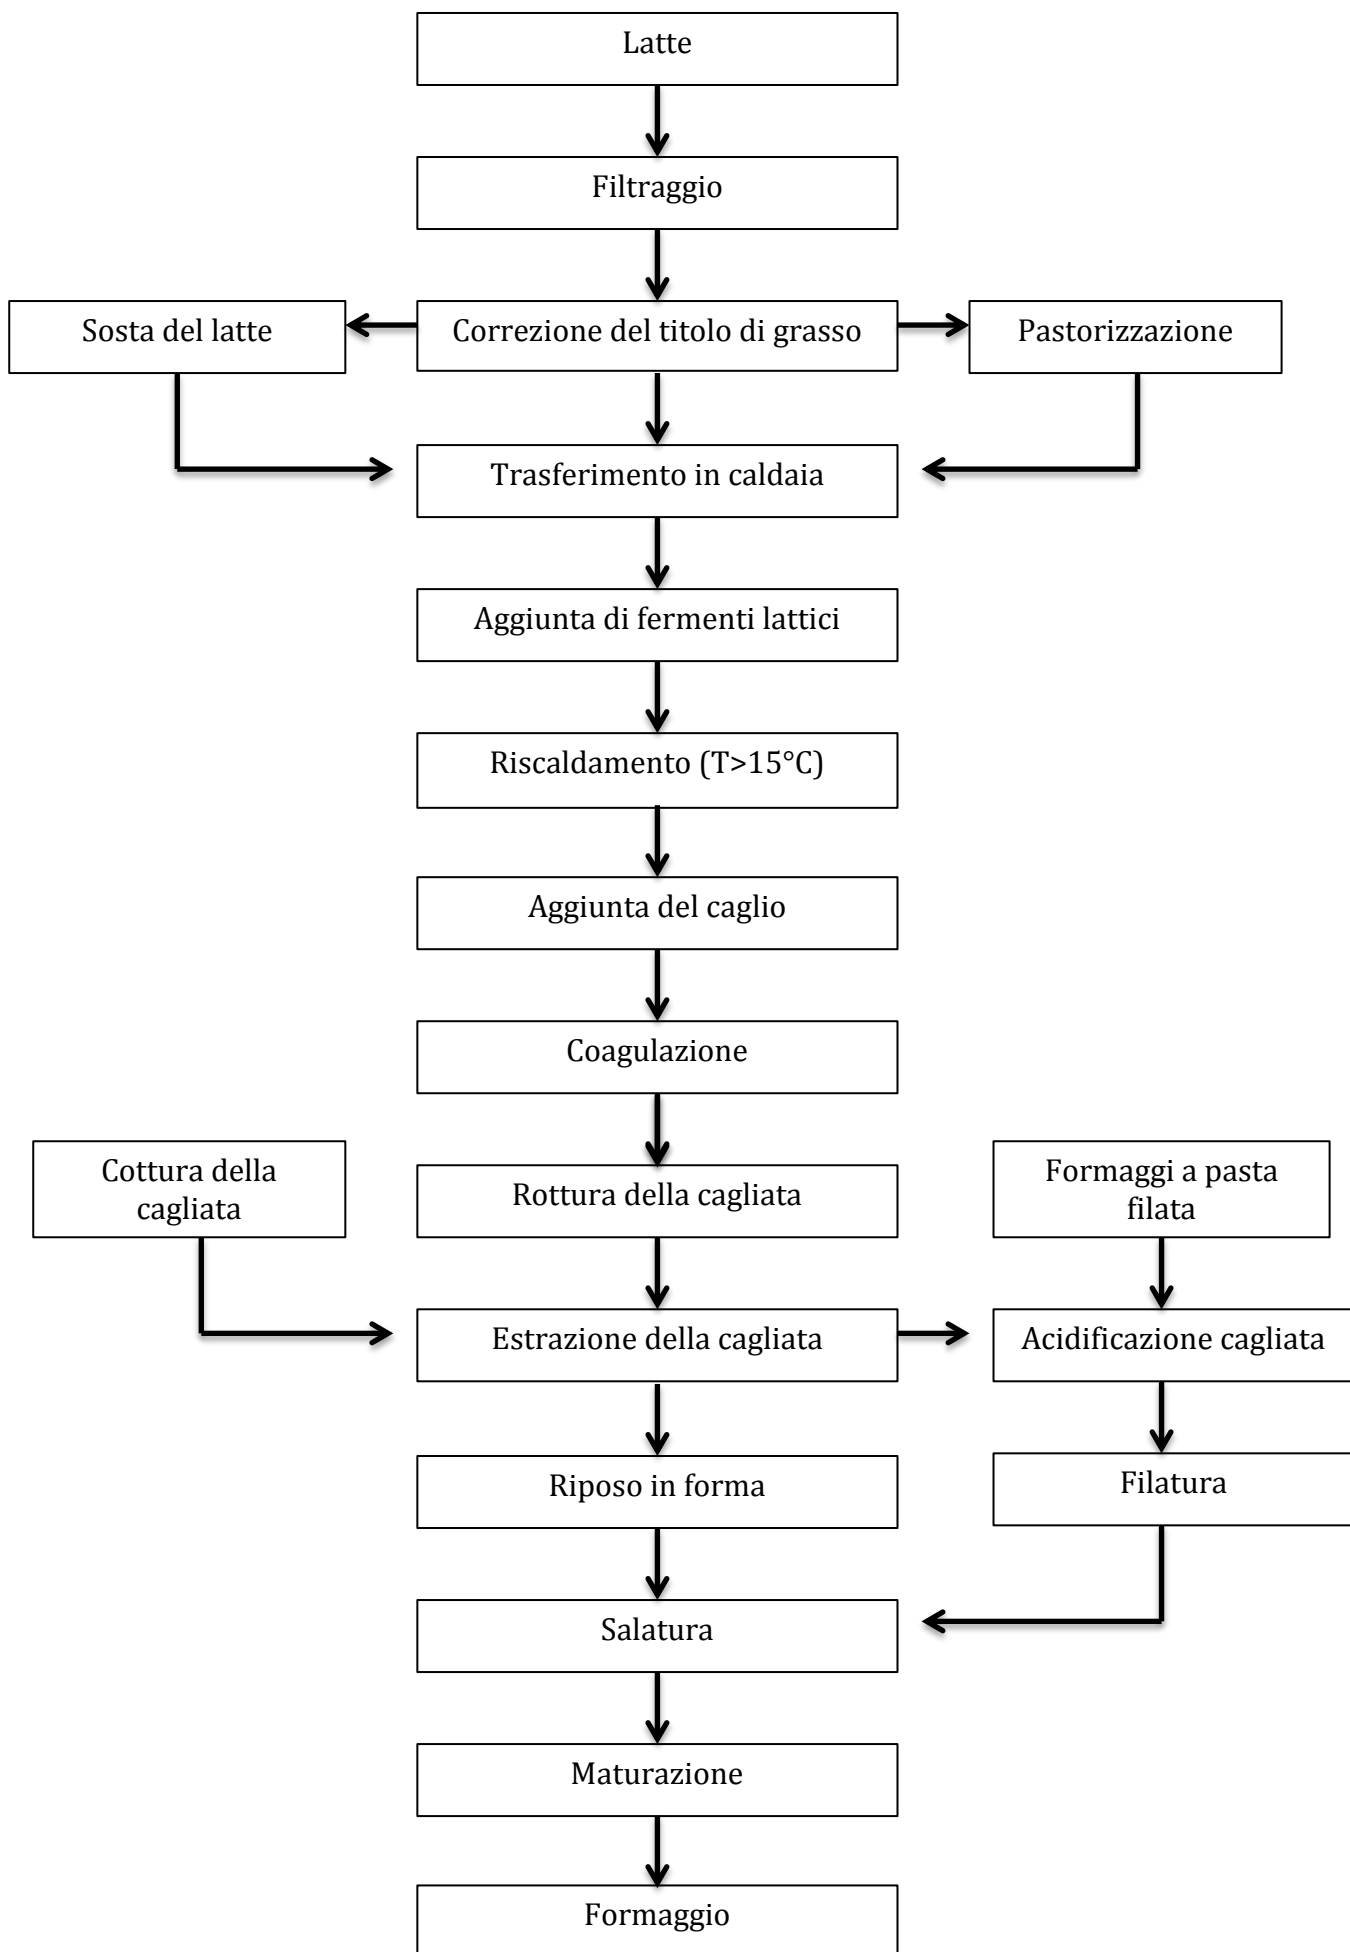 Latte
Filtraggio
Sosta del latte
Correzione del titolo di grasso
Pastorizzazione
Trasferimento in caldaia
Aggiunta di fermenti lattici
Riscaldamento (T>15°C)
Aggiunta del caglio
Coagulazione
Cottura della
cagliata
Rottura della cagliata
Formaggi a pasta
filata
Estrazione della cagliata
Acidificazione cagliata
Riposo in forma
Filatura
Salatura
Maturazione
Formaggio